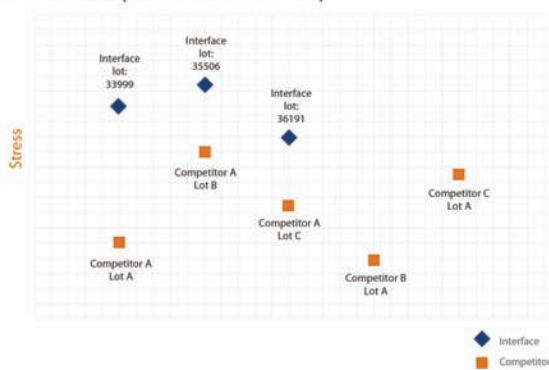 Interface
lot:
35506
Interface
lot:
33999
Interface
lot:
36191
Stress
Competitor A
Lot B
Competitor C
Lot A
Competitor A
Lot C
Competitor A
Lot A
Competitor B
Lot A
Interface
Competitor